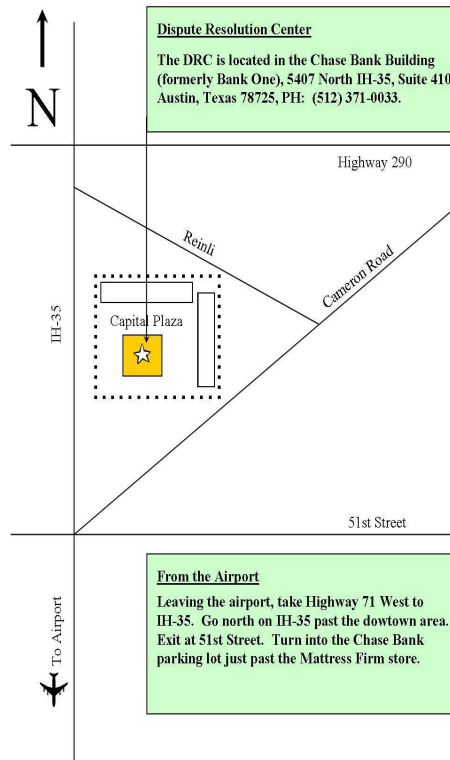 Dispute Resolution Center
The DRC is located in the Chase Bank Building
(formerly Bank One), 5407 North IH-35, Suite 410
Austin, Texas 78725, PH: (512) 371-0033.
N
Highway 290
Reinli
Cameron Road
IH-35
Capital Plaza
51st Street
From the Airport
Leaving the airport, take Highway 71 West to
IH-35. Go north on IH-35 past the dowtown area.
Exit at 51st Street. Turn into the Chase Bank
parking lot just past the Mattress Firm store.
To Airport